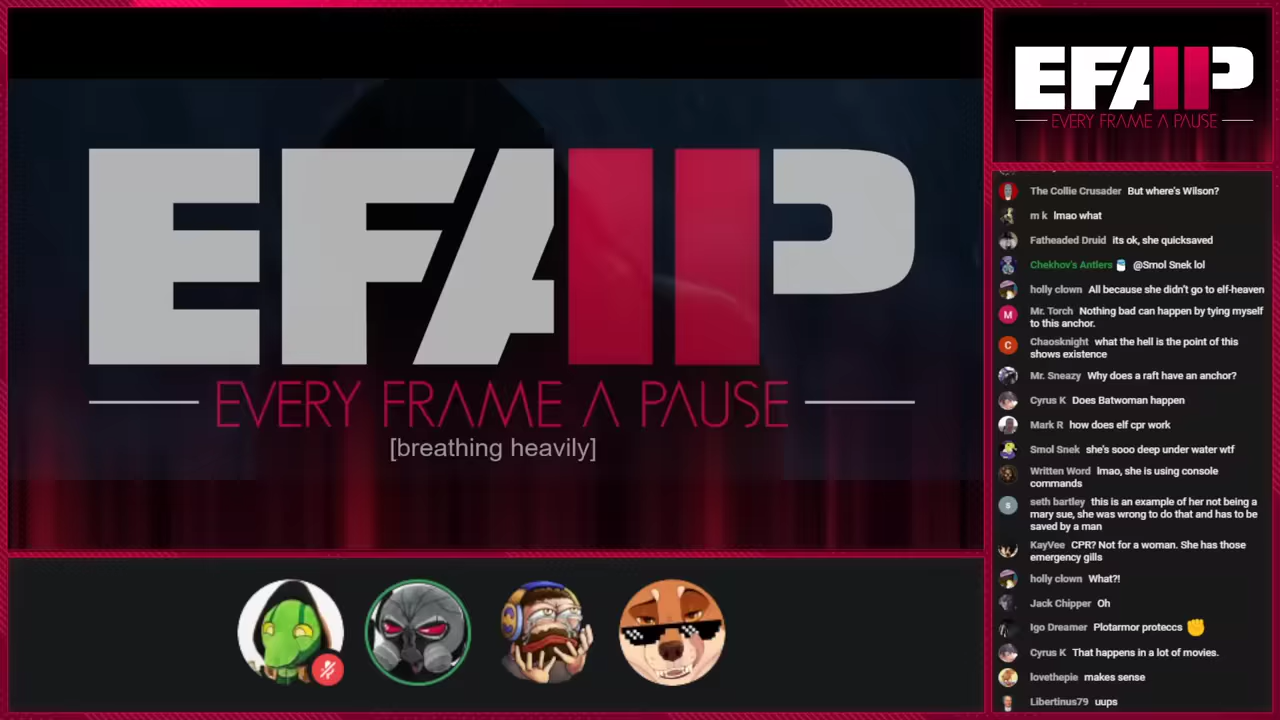 EFAP
EVERY FRAME A PAUSE
[breathing heavily]
EFAP
EVERY FRAME A PAUSE
The Collie Crusader But where's Wilson?
m k lmao what
Fatheaded Druid its ok, she quicksaved
Chekhov's Antlers @Smol Snek lol
holly clown All because she didn't go to elf-heaven
M Mr. Torch Nothing bad can happen by tying myself
to this anchor.
C Chaosknight what the hell is the point of this
shows existence
Mr. Sneazy Why does a raft have an anchor?
Cyrus K Does Batwoman happen
Mark R how does elf cpr work
Smol Snek she's sooo deep under water wtf
Written Word lmao, she is using console
commands
s seth bartley this is an example of her not being a
mary sue, she was wrong to do that and has to be
saved by a man
KayVee CPR? Not for a woman. She has those
emergency gills
holly clown What?!
Jack Chipper Oh
Igo Dreamer Plotarmor proteccs ✊
Cyrus K That happens in a lot of movies.
lovethepie makes sense
Libertinus79 uups